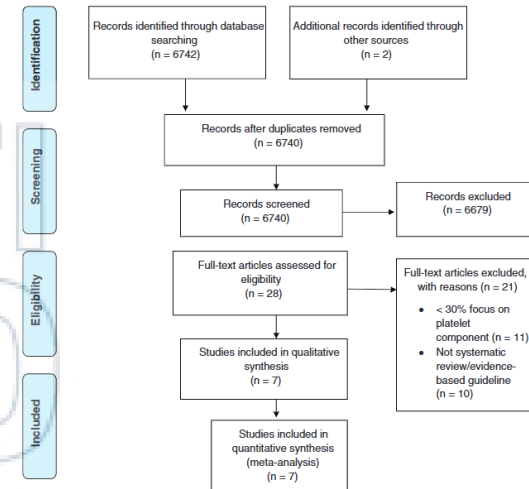 Identification
Records identified through database
searching
(n = 6742)
Additional records identified through
other sources
(n = 2)
Records after duplicates removed
(n = 6740)
Screening
Records screened
(n = 6740)
Records excluded
(n = 6679)
Eligibility
Full-text articles assessed for
eligibility
(n = 28)
Full-text articles excluded,
with reasons (n = 21)
• < 30% focus on
platelet
component (n = 11)
• Not systematic
review/evidence-
based guideline
(n = 10)
Studies included in qualitative
synthesis
(n = 7)
Included
Studies included in
quantitative synthesis
(meta-analysis)
(n = 7)